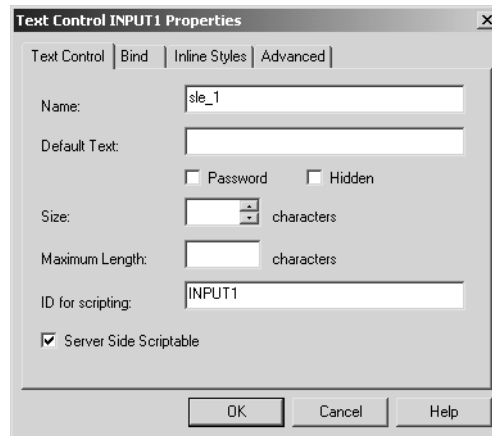 Text Control INPUT1 Properties
Text Control Bind Inline Styles Advanced
Name: sle_1
Default Text:
Password Hidden
Size: characters
Maximum Length: characters
ID for scripting: INPUT1
Server Side Scriptable
OK Cancel Help